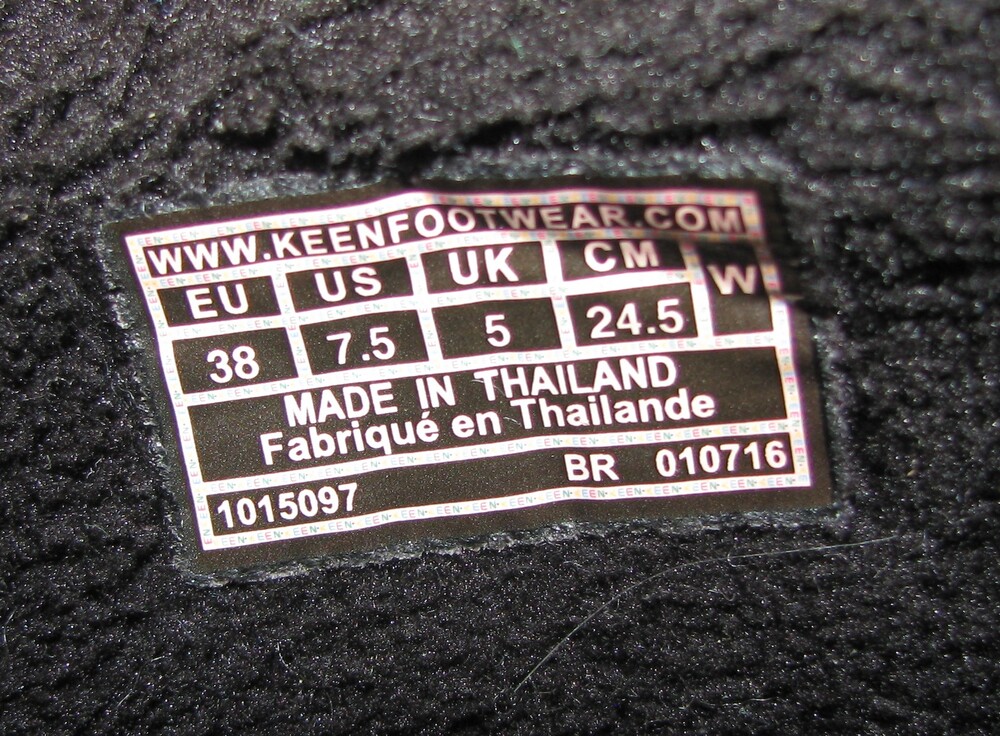 WWW.KEENFOOTWEAR.COM
EU US UK CM W
38 7.5 5 24.5
MADE IN THAILAND
Fabriqué en Thailande
1015097 BR 010716